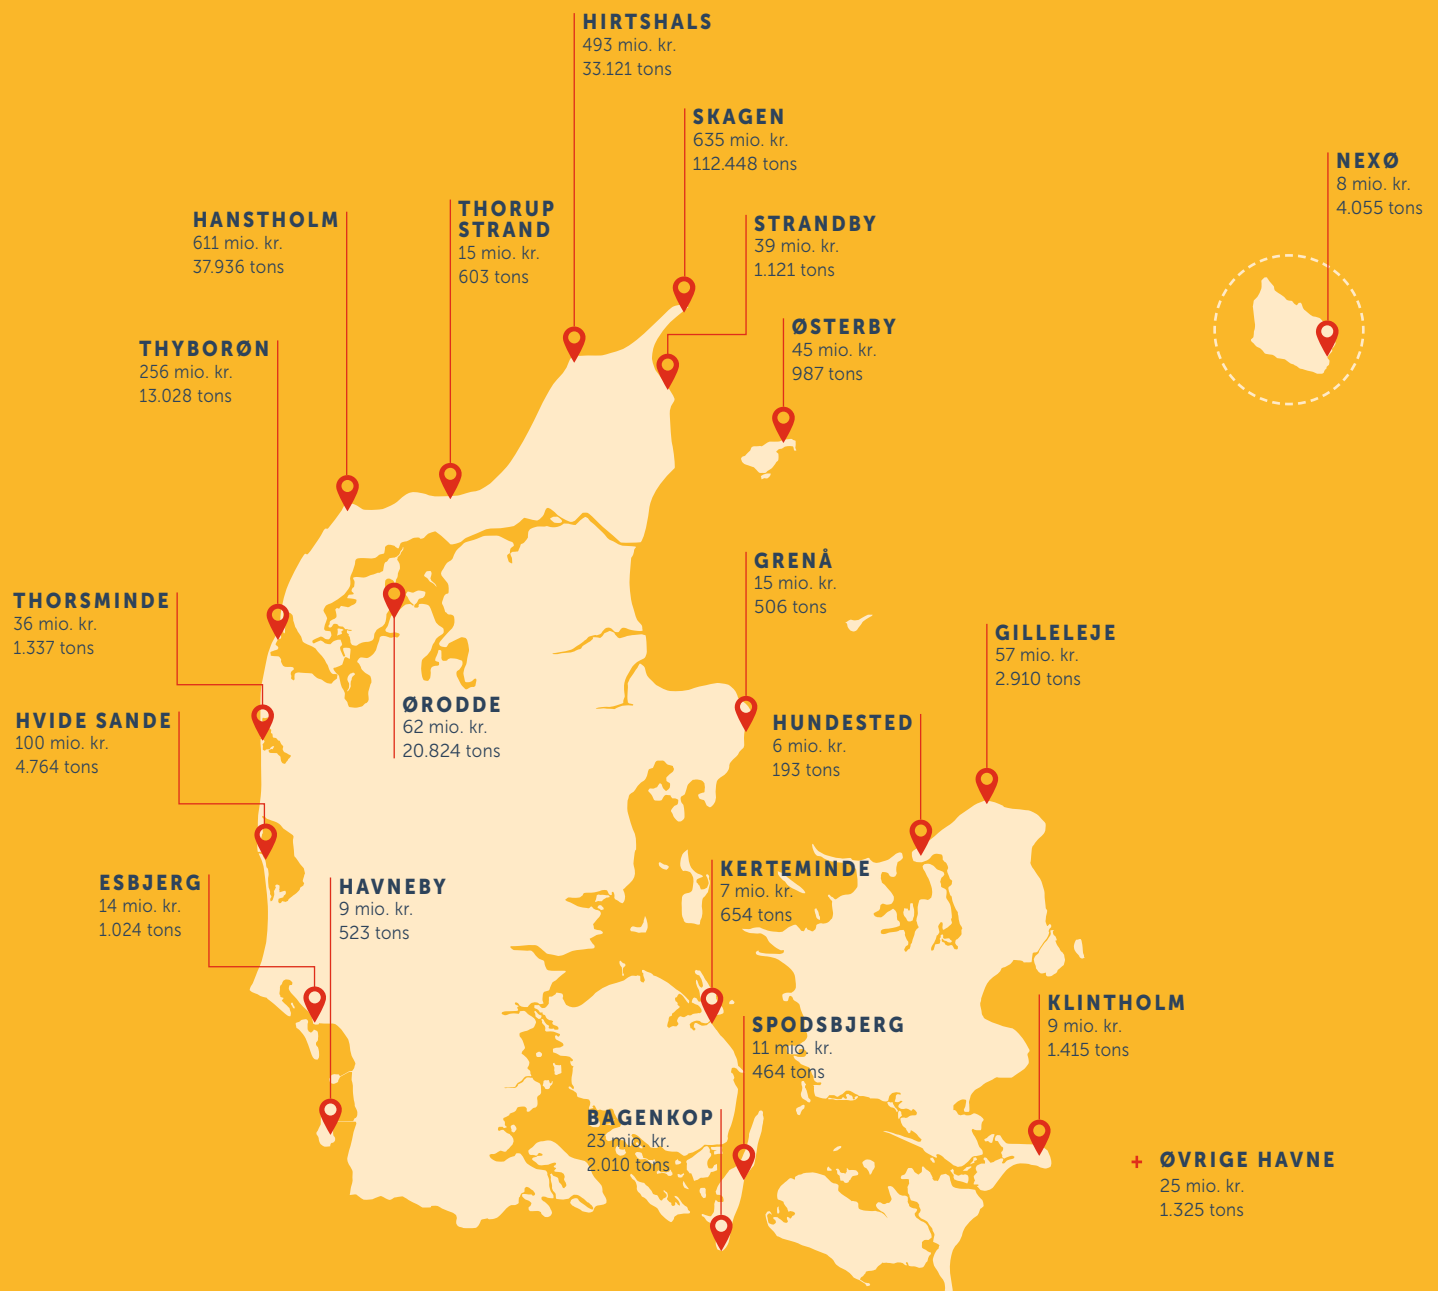 HIRTSHALS
493 mio. kr.
33.121 tons
SKAGEN
635 mio. kr.
112.448 tons
NEXØ
8 mio. kr.
4.055 tons
THORUP
STRAND
15 mio. kr.
603 tons
HANSTHOLM
611 mio. kr.
37.936 tons
STRANDBY
39 mio. kr.
1.121 tons
ØSTERBY
45 mio. kr.
987 tons
THYBORØN
256 mio. kr.
13.028 tons
GRENÅ
15 mio. kr.
506 tons
THORSMINDE
36 mio. kr.
1.337 tons
GILLELEJE
57 mio. kr.
2.910 tons
ØRODDE
62 mio. kr.
20.824 tons
HVIDE SANDE
100 mio. kr.
4.764 tons
HUNDESTED
6 mio. kr.
193 tons
KERTEMINDE
7 mio. kr.
654 tons
ESBJERG
14 mio. kr.
1.024 tons
HAVNEBY
9 mio. kr.
523 tons
KLINTHOLM
9 mio. kr.
1.415 tons
SPODSBJERG
11 mio. kr.
464 tons
BAGENKOP
23 mio. kr.
2.010 tons
+ ØVRIGE HAVNE
25 mio. kr.
1.325 tons